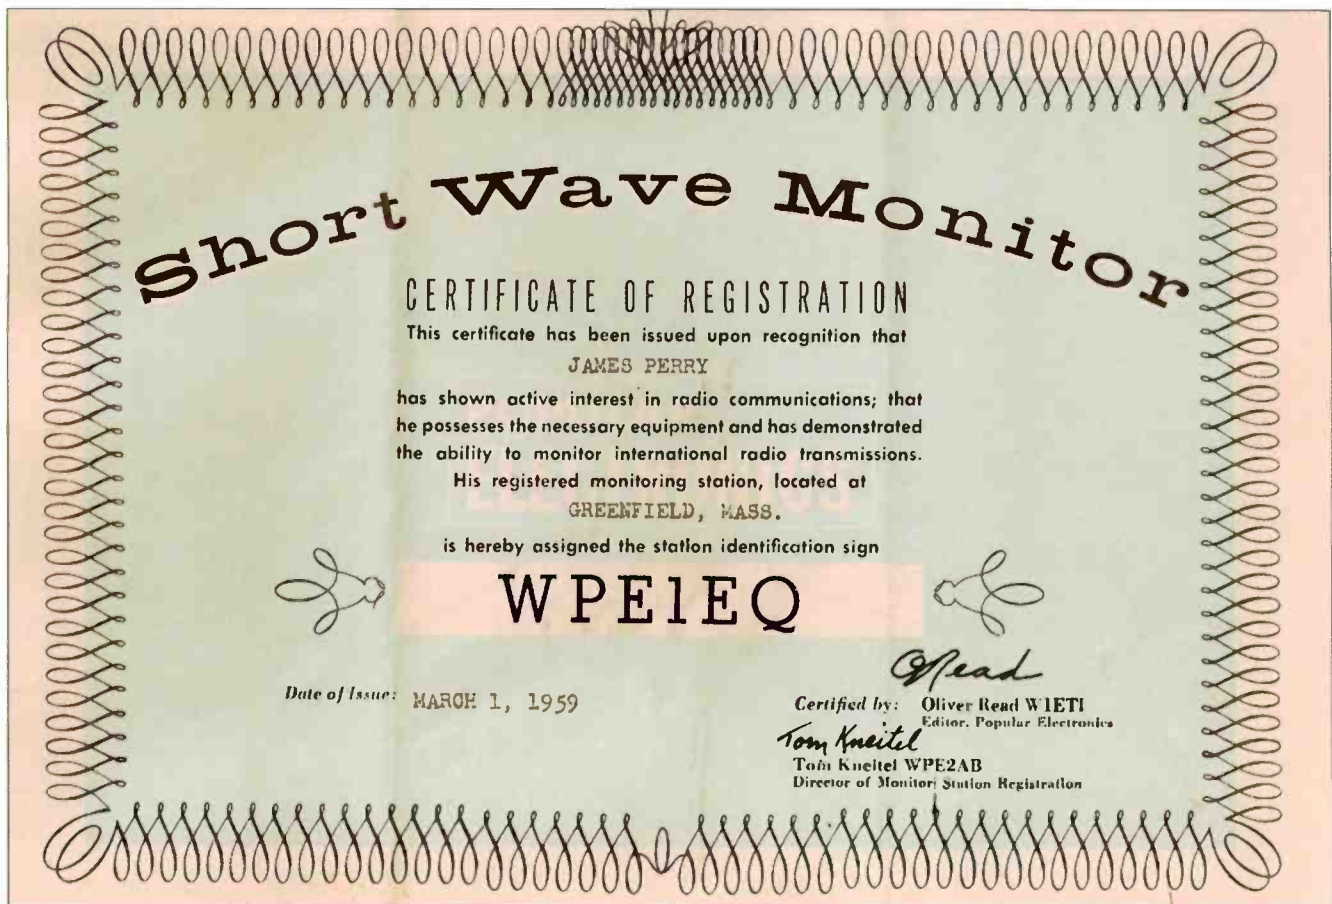 Short Wave Monitor
CERTIFICATE OF REGISTRATION
This certificate has been issued upon recognition that
JAMES PERRY
has shown active interest in radio communications; that
he possesses the necessary equipment and has demonstrated
the ability to monitor international radio transmissions.
His registered monitoring station, located at
GREENFIELD, MASS.
is hereby assigned the station identification sign
WPE1EQ
Date of Issue: MARCH 1, 1959
O Read
Certified by: Oliver Read W1ETI
Editor, Popular Electronics
Tom Kneitel
Tom Kneitel WPE2AB
Director of Monitor Station Registration